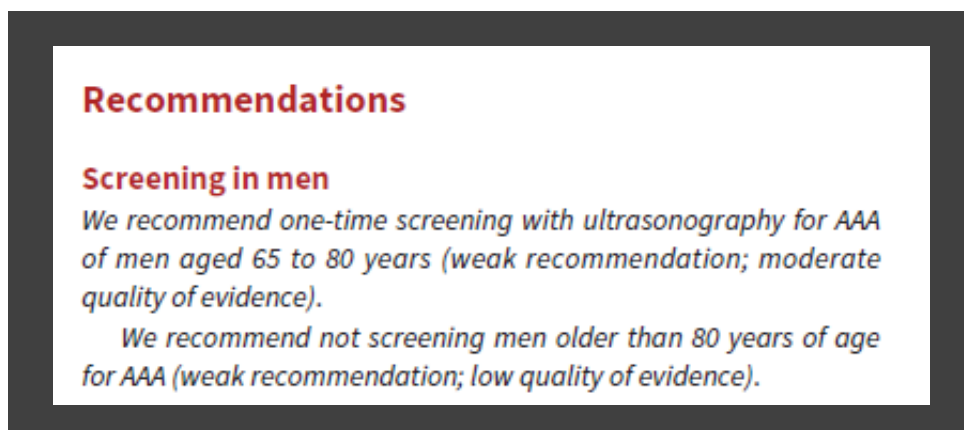 Recommendations
Screening in men
We recommend one-time screening with ultrasonography for AAA
of men aged 65 to 80 years (weak recommendation; moderate
quality of evidence).
We recommend not screening men older than 80 years of age
for AAA (weak recommendation; low quality of evidence).